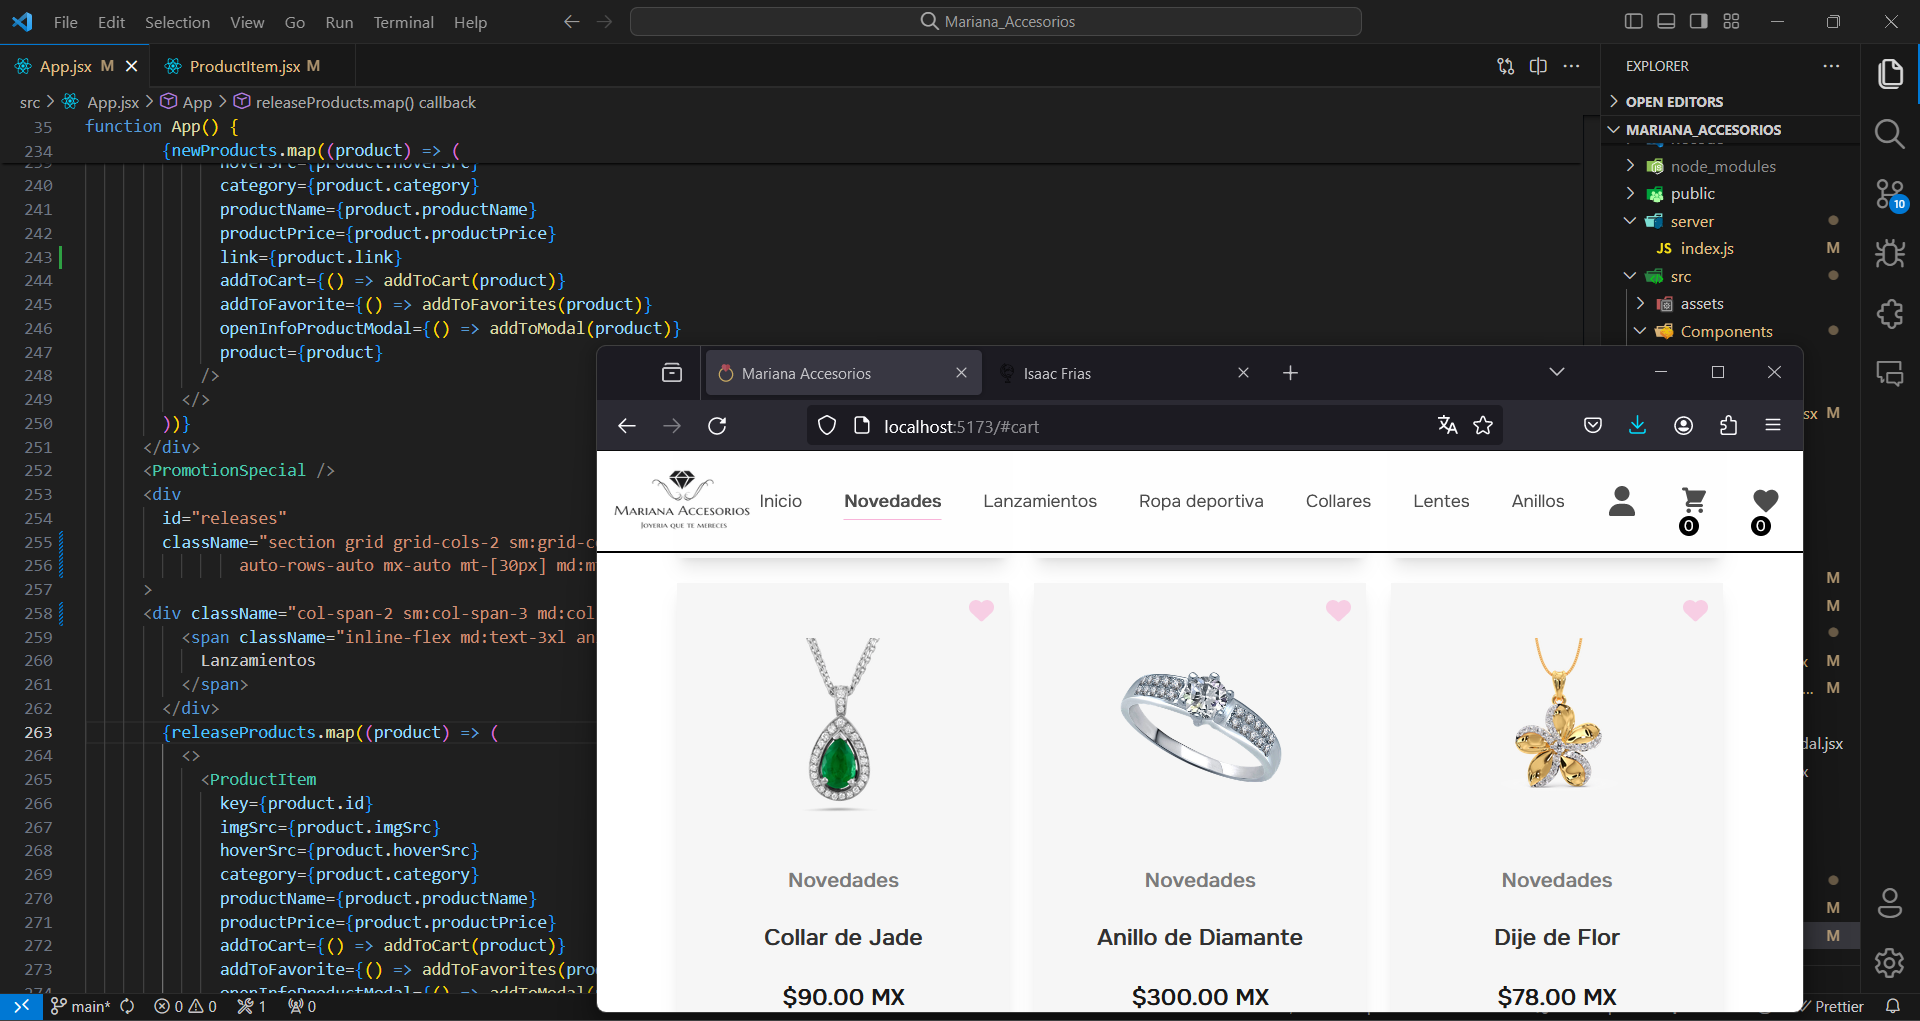 File Edit Selection View Go Run Terminal Help
Mariana_Accesorios
App.jsx M
ProductItem.jsx M
src > App.jsx > App > releaseProducts.map() callback
35 function App() {
234 {newProducts.map((product) => (
hoverSrc={product.hoverSrc}
240 category={product.category}
241 productName={product.productName}
242 productPrice={product.productPrice}
243 link={product.link}
244 addToCart={() => addToCart(product)}
245 addToFavorite={() => addToFavorites(product)}
246 openInfoProductModal={() => addToModal(product)}
247 product={product}
248 />
249 </>
250 ))}
251 </div>
252 <PromotionSpecial />
253 <div
254 id="releases"
255 className="section grid grid-cols-2 sm:grid-c
256 auto-rows-auto mx-auto mt-[30px] md:m
257 >
258 <div className="col-span-2 sm:col-span-3 md:col
259 <span className="inline-flex md:text-3xl an
260 Lanzamientos
261 </span>
262 </div>
263 {releaseProducts.map((product) => (
264 <>
265 <ProductItem
266 key={product.id}
267 imgSrc={product.imgSrc}
268 hoverSrc={product.hoverSrc}
269 category={product.category}
270 productName={product.productName}
271 productPrice={product.productPrice}
272 addToCart={() => addToCart(product)}
273 addToFavorite={() => addToFavorites(pro
274 openInfoProductModal={() => addToModal(
main* 0 0 1 0
EXPLORER
OPEN EDITORS
MARIANA_ACCESORIOS
node_modules
public
server
JS index.js M
src
assets
Components
10
sx M
M
M
x M
... M
dal.jsx
x
M
M
Prettier
Mariana Accesorios
Isaac Frias
localhost:5173/#cart
MARIANA ACCESORIOS
JOYERIA QUE TE MERECES
Inicio Novedades Lanzamientos Ropa deportiva Collares Lentes Anillos
0 0
Novedades
Collar de Jade
$90.00 MX
Novedades
Anillo de Diamante
$300.00 MX
Novedades
Dije de Flor
$78.00 MX